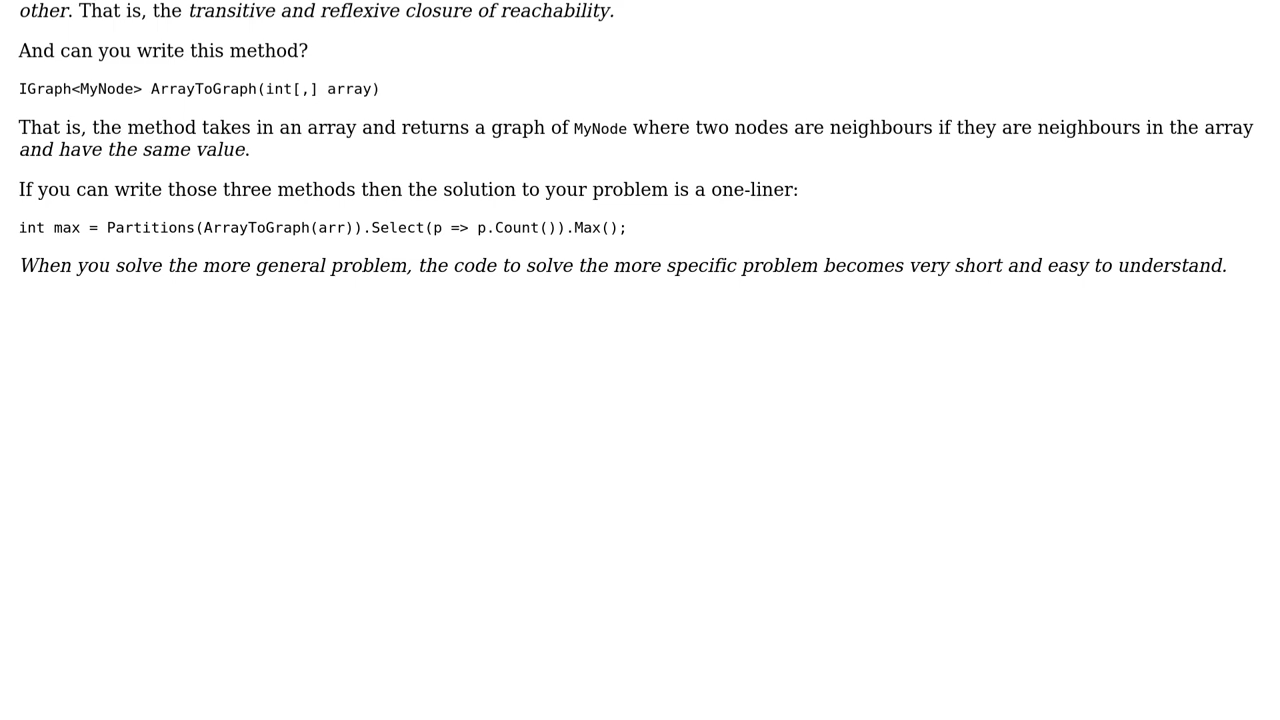 other. That is, the transitive and reflexive closure of reachability.
And can you write this method?
IGraph<MyNode> ArrayToGraph(int[,] array)
That is, the method takes in an array and returns a graph of MyNode where two nodes are neighbours if they are neighbours in the array
and have the same value.
If you can write those three methods then the solution to your problem is a one-liner:
int max = Partitions(ArrayToGraph(arr)).Select(p => p.Count()).Max();
When you solve the more general problem, the code to solve the more specific problem becomes very short and easy to understand.